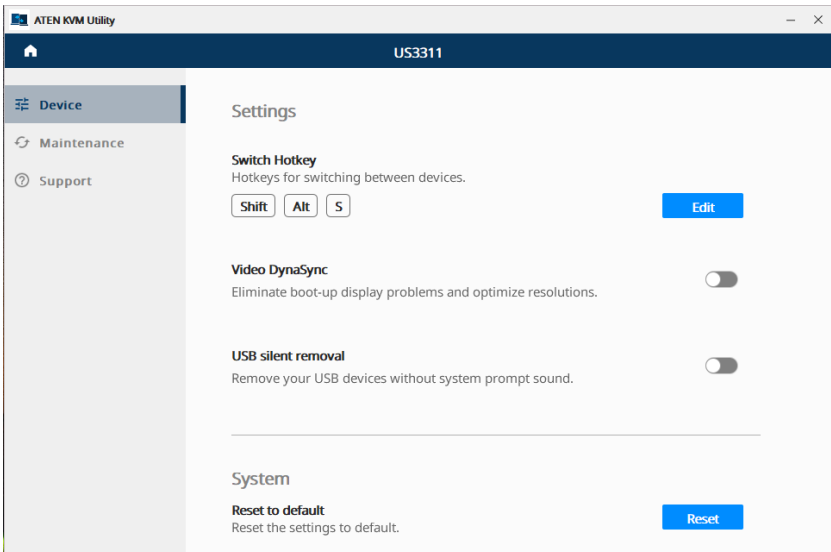 ATEN KVM Utility
US3311
Device
Maintenance
Support
Settings
Switch Hotkey
Hotkeys for switching between devices.
Shift Alt S
Edit
Video DynaSync
Eliminate boot-up display problems and optimize resolutions.
USB silent removal
Remove your USB devices without system prompt sound.
System
Reset to default
Reset the settings to default.
Reset